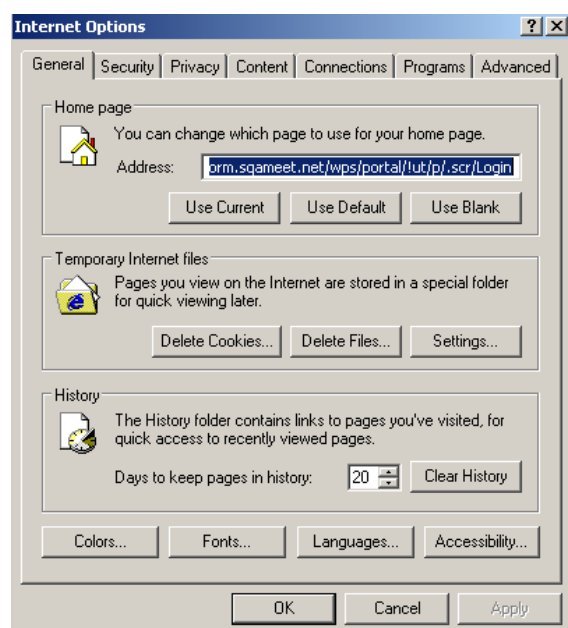 Internet Options
General Security Privacy Content Connections Programs Advanced
Home page
You can change which page to use for your home page.
Address: orm.sqameet.net/wps/portal/!ut/p/.scr/Login
Use Current Use Default Use Blank
Temporary Internet files
Pages you view on the Internet are stored in a special folder
for quick viewing later.
Delete Cookies... Delete Files... Settings...
History
The History folder contains links to pages you've visited, for
quick access to recently viewed pages.
Days to keep pages in history: 20 Clear History
Colors... Fonts... Languages... Accessibility...
OK Cancel Apply